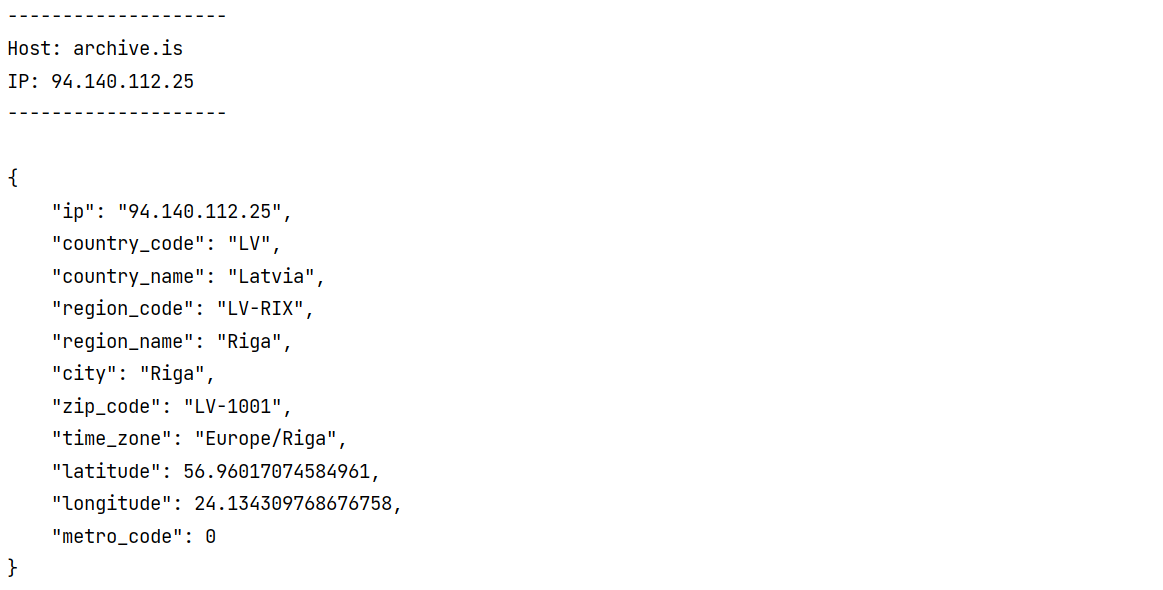 --------------------
Host: archive.is
IP: 94.140.112.25
--------------------
{
"ip": "94.140.112.25",
"country_code": "LV",
"country_name": "Latvia",
"region_code": "LV-RIX",
"region_name": "Riga",
"city": "Riga",
"zip_code": "LV-1001",
"time_zone": "Europe/Riga",
"latitude": 56.96017074584961,
"longitude": 24.134309768676758,
"metro_code": 0
}